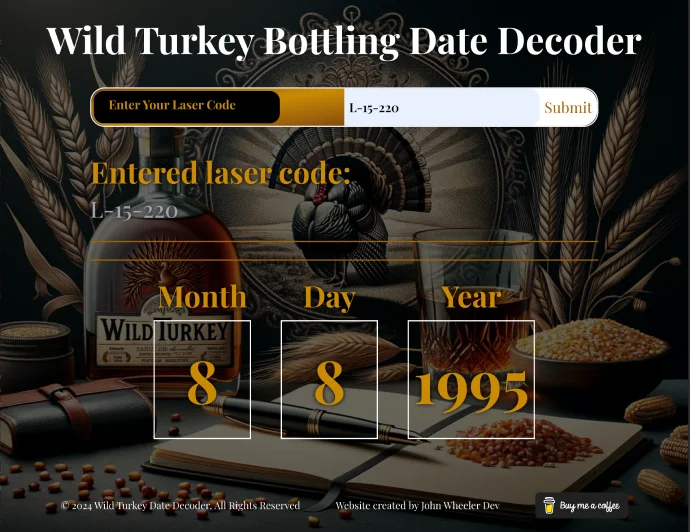 Wild Turkey Bottling Date Decoder
Enter Your Laser Code
L-15-220
Submit
Entered laser code:
L-15-220
Month
Day
Year
WILD TURKEY
8
8
1995
© 2024 Wild Turkey Date Decoder, All Rights Reserved
Website created by John Wheeler Dev
Buy me a coffee